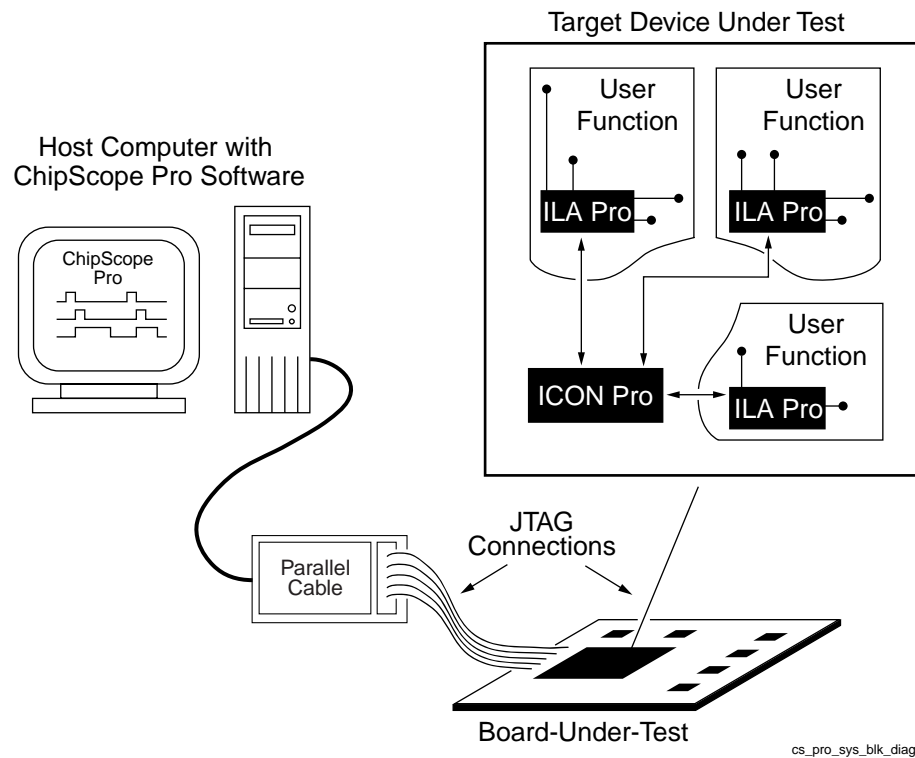 Target Device Under Test
User
Function
User
Function
Host Computer with
ChipScope Pro Software
ILA Pro
ILA Pro
ChipScope
Pro
User
Function
ICON Pro
ILA Pro
JTAG
Connections
Parallel
Cable
Board-Under-Test
cs_pro_sys_blk_diag